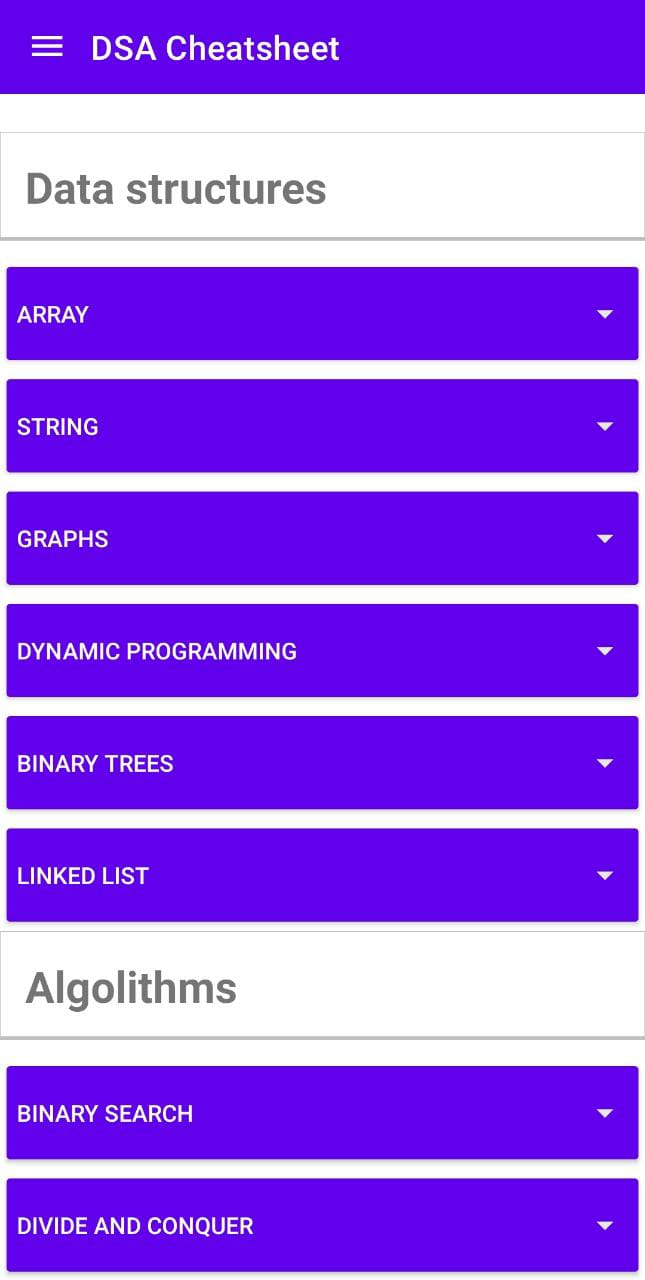 DSA Cheatsheet
Data structures
ARRAY
STRING
GRAPHS
DYNAMIC PROGRAMMING
BINARY TREES
LINKED LIST
Algolithms
BINARY SEARCH
DIVIDE AND CONQUER